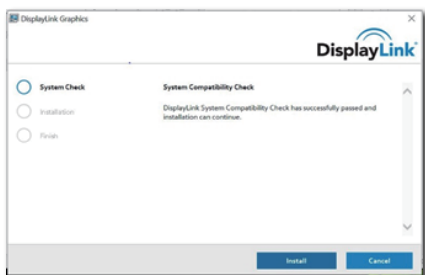 DisplayLink Graphics
DisplayLink
System Check
System Compatibility Check
DisplayLink System Compatibility Check has successfully passed and
installation can continue.
Installation
Finish
Install
Cancel